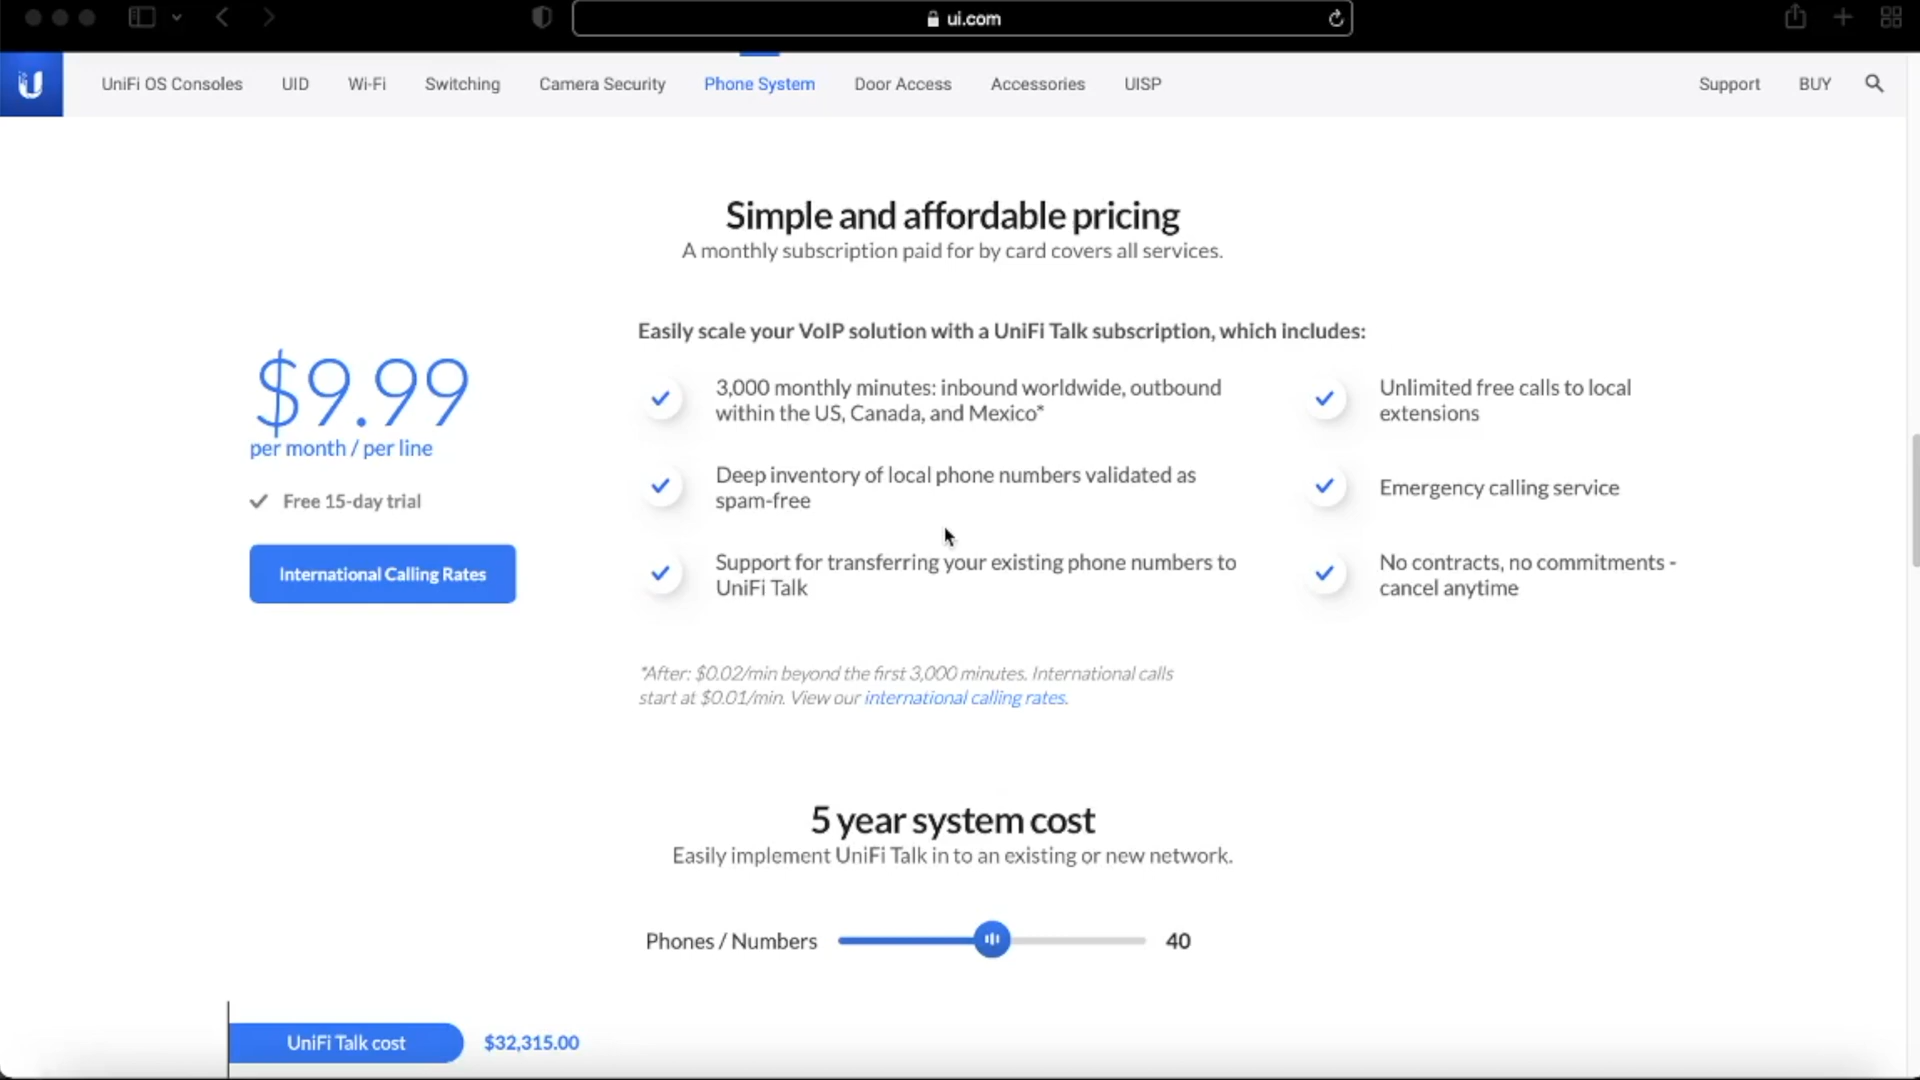 ui.com
UniFi OS Consoles
UID
Wi-Fi
Switching
Camera Security
Phone System
Door Access
Accessories
UISP
Support
BUY
Simple and affordable pricing
A monthly subscription paid for by card covers all services.
$9.99
per month / per line
Free 15-day trial
International Calling Rates
Easily scale your VoIP solution with a UniFi Talk subscription, which includes:
3,000 monthly minutes: inbound worldwide, outbound
within the US, Canada, and Mexico*
Unlimited free calls to local
extensions
Deep inventory of local phone numbers validated as
spam-free
Emergency calling service
Support for transferring your existing phone numbers to
UniFi Talk
No contracts, no commitments -
cancel anytime
*After: $0.02/min beyond the first 3,000 minutes. International calls
start at $0.01/min. View our international calling rates.
5 year system cost
Easily implement UniFi Talk in to an existing or new network.
Phones / Numbers
40
UniFi Talk cost
$32,315.00